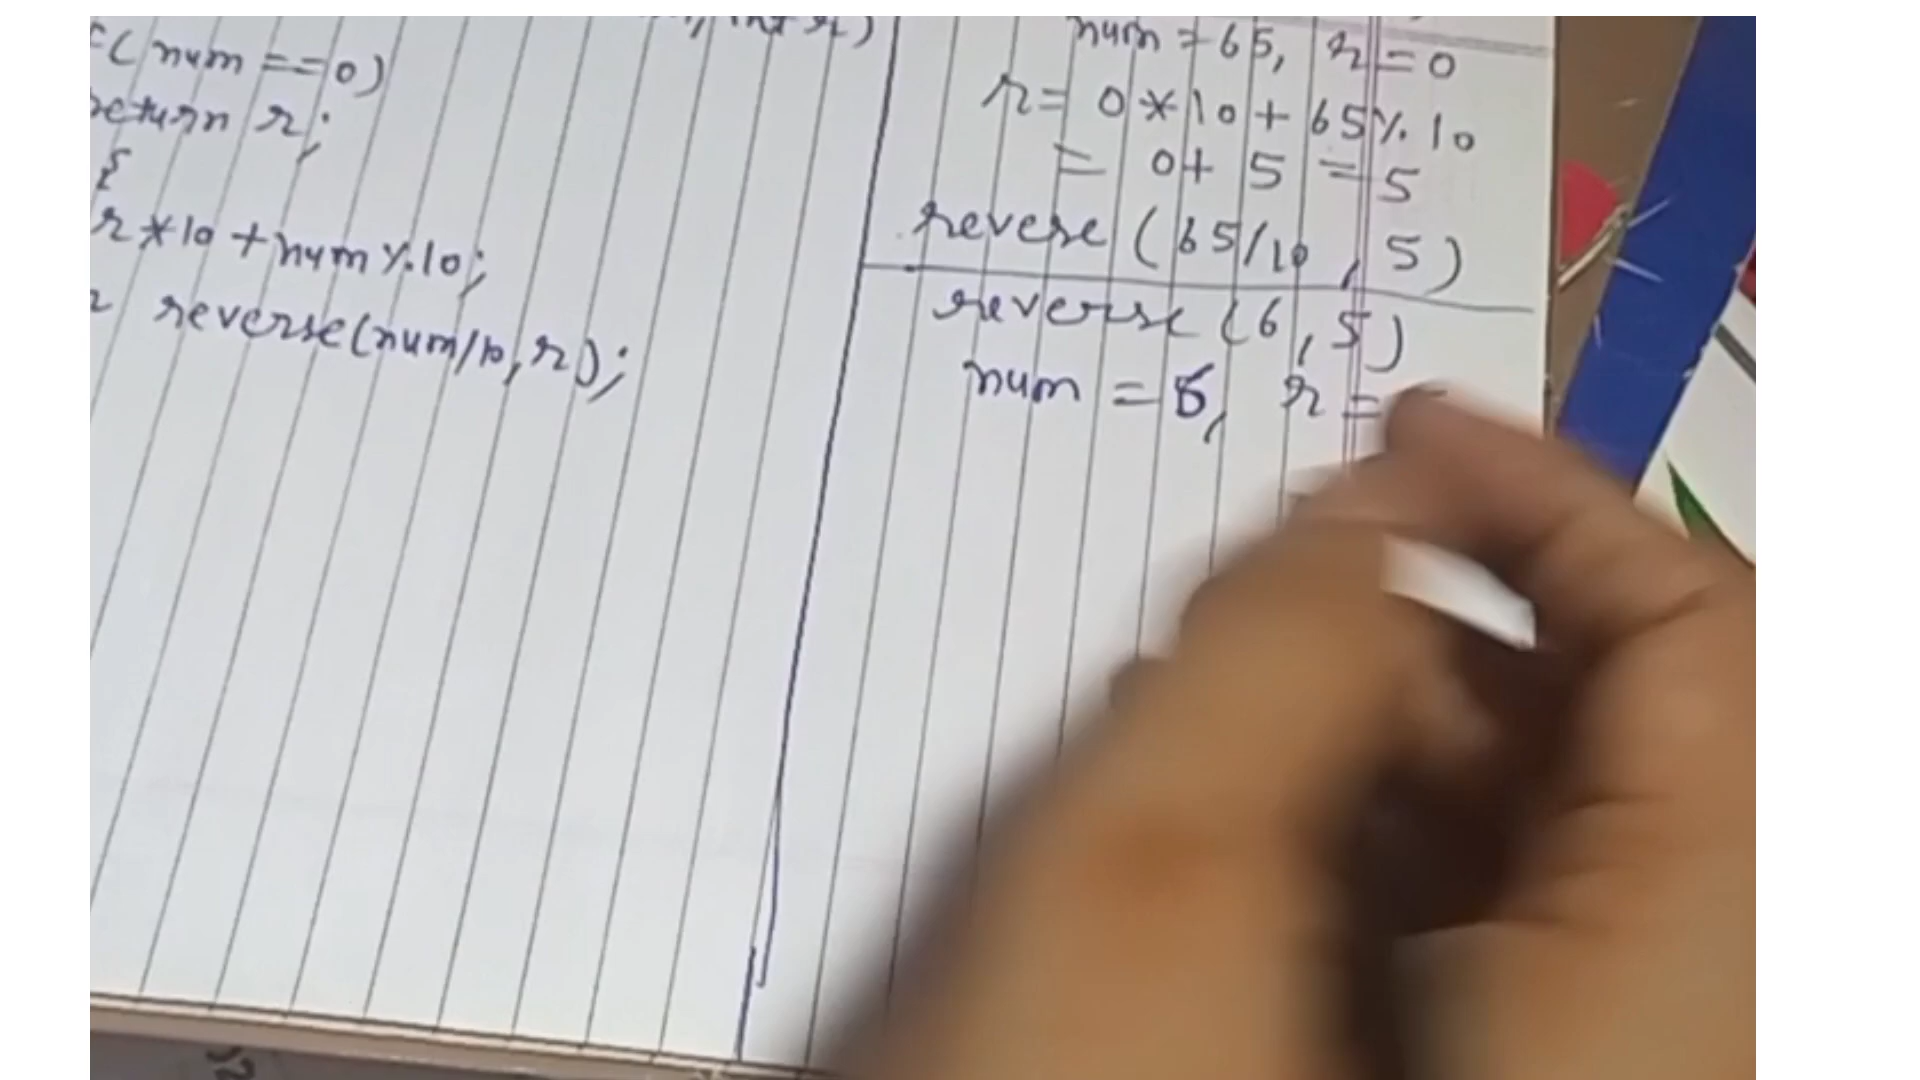 int r)
(num==0)
return r;
{
r*10+num%10;
reverse(num/10,r);
num=65, r=0
r= 0*10+65%10
= 0+ 5 =5
reverse (65/10,5)
reverse (6,5)
num = 6, r =